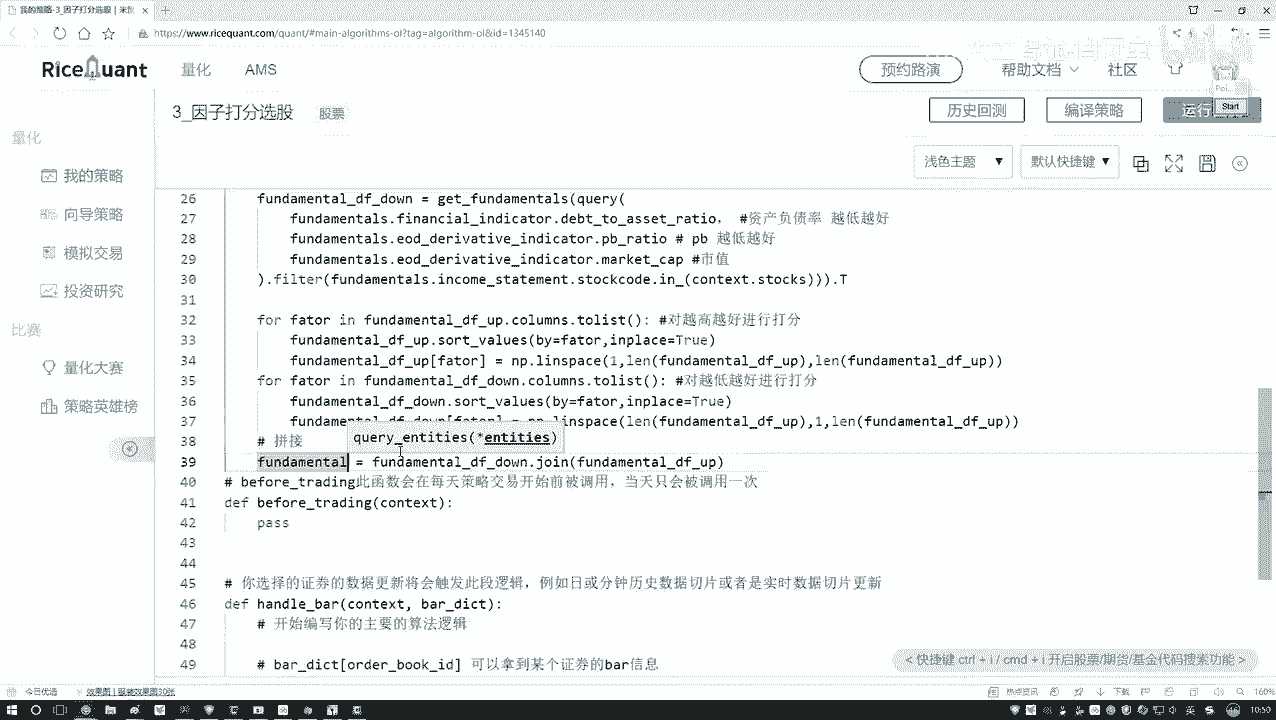 我的策略-3_因子打分选股 | 米筐
https://www.ricequant.com/quant/#main-algorithms-ol?tag=algorithm-ol&id=1345140
RiceQuant 量化 AMS 预约路演 帮助文档 社区
Start
3_因子打分选股 股票 历史回测 编译策略 运行
量化
浅色主题 默认快捷键
我的策略
向导策略
模拟交易
投资研究
比赛
量化大赛
策略英雄榜
26 fundamental_df_down = get_fundamentals(query(
27 fundamentals.financial_indicator.debt_to_asset_ratio, #资产负债率 越低越好
28 fundamentals.eod_derivative_indicator.pb_ratio # pb 越低越好
29 fundamentals.eod_derivative_indicator.market_cap #市值
30 ).filter(fundamentals.income_statement.stockcode.in_(context.stocks))).T
31
32 for fator in fundamental_df_up.columns.tolist(): #对越高越好进行打分
33 fundamental_df_up.sort_values(by=fator,inplace=True)
34 fundamental_df_up[fator] = np.linspace(1,len(fundamental_df_up),len(fundamental_df_up))
35 for fator in fundamental_df_down.columns.tolist(): #对越低越好进行打分
36 fundamental_df_down.sort_values(by=fator,inplace=True)
37 fundamental_df_down[fator] = np.linspace(len(fundamental_df_up),1,len(fundamental_df_up))
38 # 拼接
query_entities(*entities)
39 fundamental = fundamental_df_down.join(fundamental_df_up)
40 # before_trading此函数会在每天策略交易开始前被调用，当天只会被调用一次
41 def before_trading(context):
42 pass
43
44
45 # 你选择的证券的数据更新将会触发此段逻辑，例如日或分钟历史数据切片或者是实时数据切片更新
46 def handle_bar(context, bar_dict):
47 # 开始编写你的主要的算法逻辑
48
49 # bar_dict[order_book_id] 可以拿到某个证券的bar信息
< 快捷键 ctrl + i / cmd + i 开启股票/期货/基金代码搜索功能 >
今日优选 热点资讯 下载 160%
英 10:50